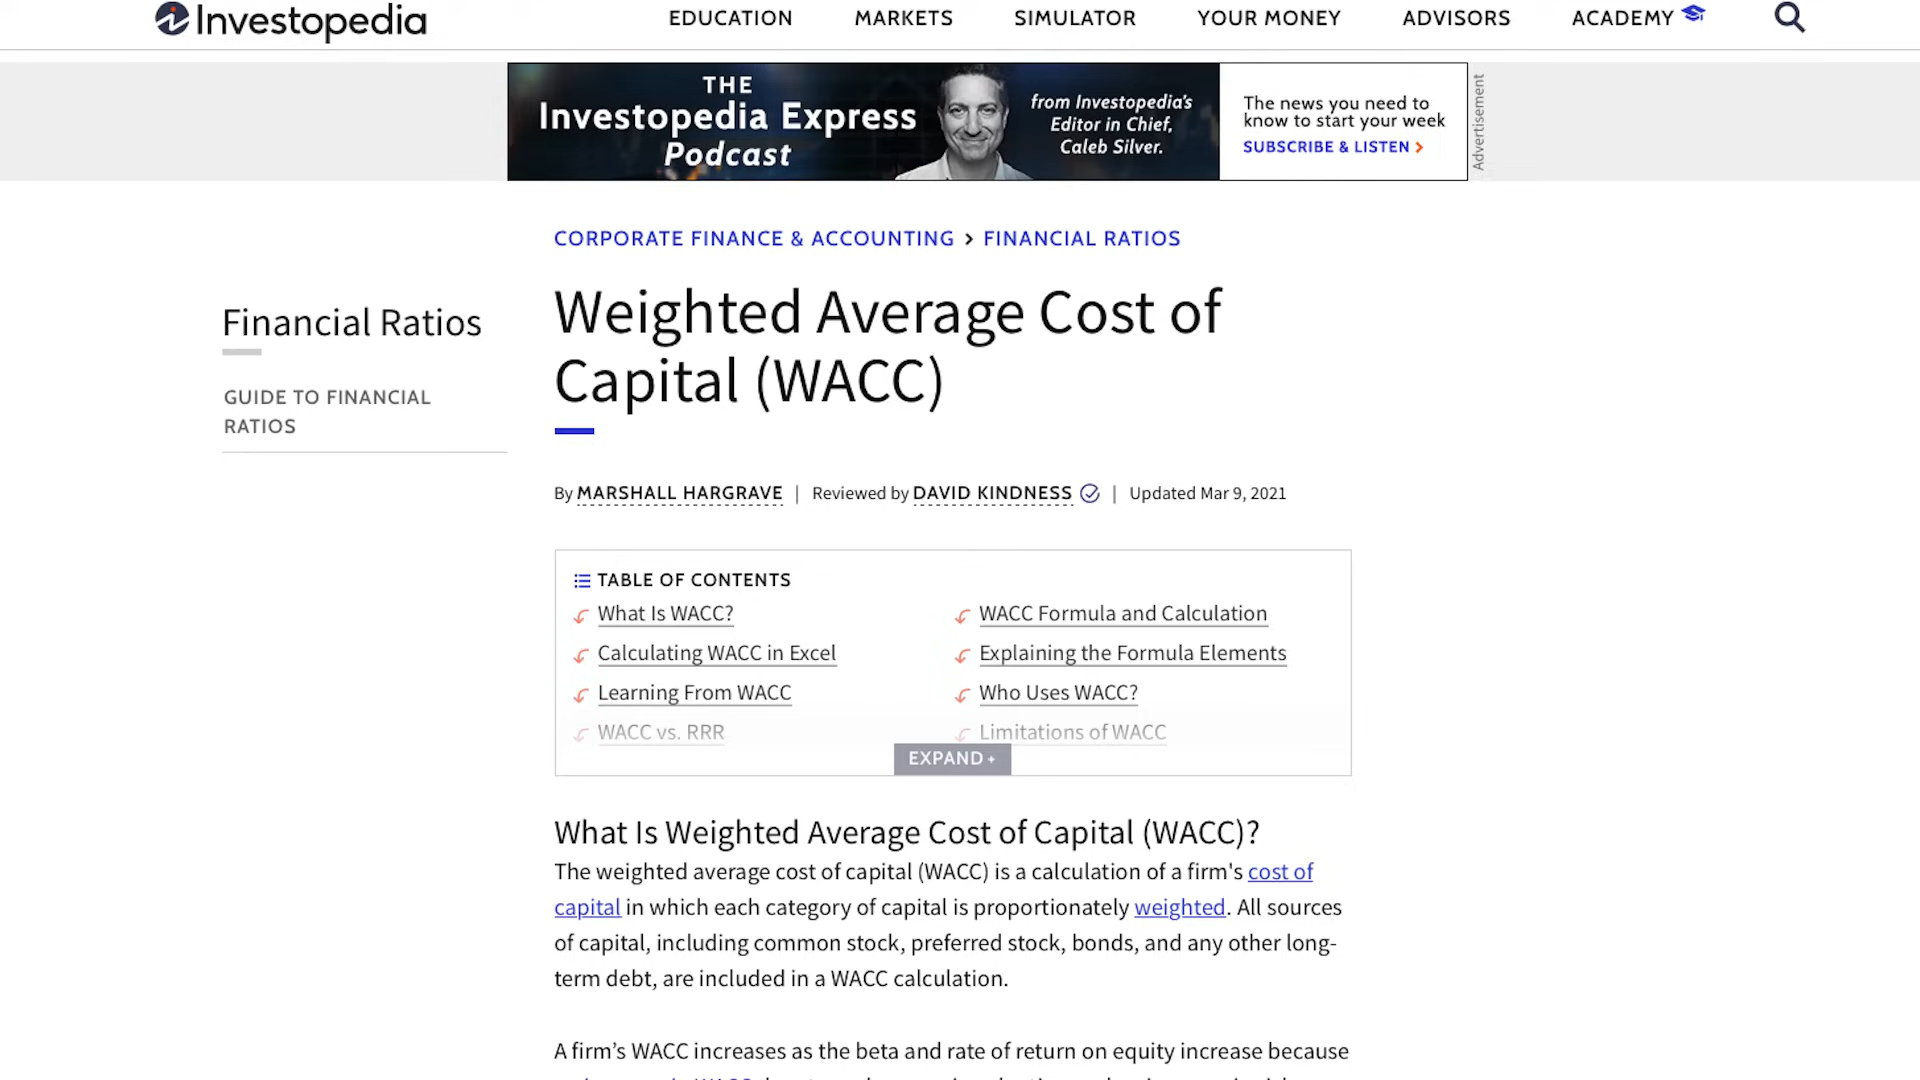 Investopedia
EDUCATION MARKETS SIMULATOR YOUR MONEY ADVISORS ACADEMY
THE
Investopedia Express
Podcast
from Investopedia's
Editor in Chief,
Caleb Silver.
The news you need to
know to start your week
SUBSCRIBE & LISTEN >
Advertisement
CORPORATE FINANCE & ACCOUNTING > FINANCIAL RATIOS
Financial Ratios
GUIDE TO FINANCIAL
RATIOS
Weighted Average Cost of
Capital (WACC)
By MARSHALL HARGRAVE | Reviewed by DAVID KINDNESS | Updated Mar 9, 2021
TABLE OF CONTENTS
What Is WACC? WACC Formula and Calculation
Calculating WACC in Excel Explaining the Formula Elements
Learning From WACC Who Uses WACC?
WACC vs. RRR Limitations of WACC
EXPAND +
What Is Weighted Average Cost of Capital (WACC)?
The weighted average cost of capital (WACC) is a calculation of a firm's cost of
capital in which each category of capital is proportionately weighted. All sources
of capital, including common stock, preferred stock, bonds, and any other long-
term debt, are included in a WACC calculation.
A firm’s WACC increases as the beta and rate of return on equity increase because